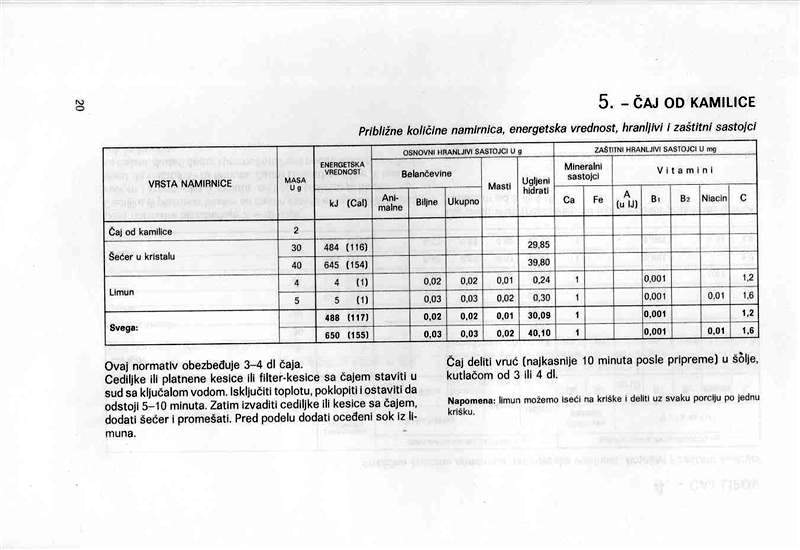 20
5. – ČAJ OD KAMILICE
Približne količine namirnica, energetska vrednost, hranljivi i zaštitni sastojci
VRSTA NAMIRNICE MASA U g ENERGETSKA VREDNOST OSNOVNI HRANLJIVI SASTOJCI U g ZAŠTITNI HRANLJIVI SASTOJCI U mg
Belančevine Masti Ugljeni hidrati Mineralni sastojci Vitamini
kJ (Cal) Ani-malne Biljne Ukupno Ca Fe A (u IJ) B1 B2 Niacin C
Čaj od kamilice 2
Šećer u kristalu 30 484 (116) 29,85
40 645 (154) 39,80
Limun 4 4 (1) 0,02 0,02 0,01 0,24 1 0,001 1,2
5 5 (1) 0,03 0,03 0,02 0,30 1 0,001 0,01 1,6
Svega: 488 (117) 0,02 0,02 0,01 30,09 1 0,001 1,2
650 (155) 0,03 0,03 0,02 40,10 1 0,001 0,01 1,6
Ovaj normativ obezbeđuje 3–4 dl čaja.
Cediljke ili platnene kesice ili filter-kesice sa čajem staviti u
sud sa ključalom vodom. Isključiti toplotu, poklopiti i ostaviti da
odstoji 5–10 minuta. Zatim izvaditi cediljke ili kesice sa čajem,
dodati šećer i promešati. Pred podelu dodati oceđeni sok iz li-
muna.
Čaj deliti vruć (najkasnije 10 minuta posle pripreme) u šolje,
kutlačom od 3 ili 4 dl.
Napomena: limun možemo iseći na kriške i deliti uz svaku porciju po jednu
krišku.